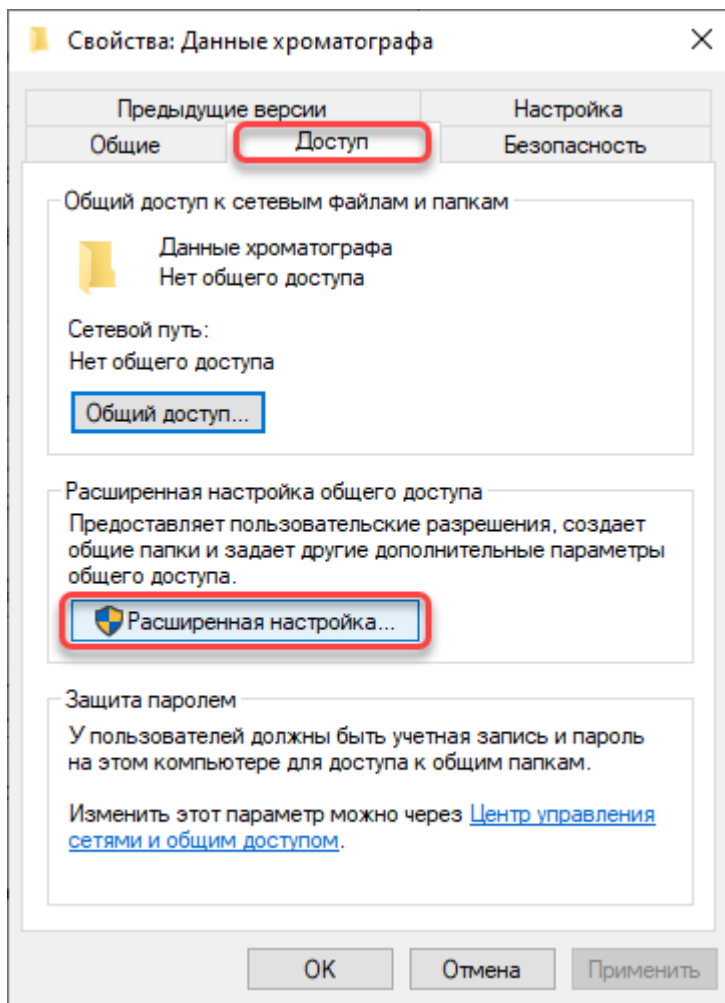 Свойства: Данные хроматографа
Предыдущие версии
Настройка
Общие
Доступ
Безопасность
Общий доступ к сетевым файлам и папкам
Данные хроматографа
Нет общего доступа
Сетевой путь:
Нет общего доступа
Общий доступ...
Расширенная настройка общего доступа
Предоставляет пользовательские разрешения, создает
общие папки и задает другие дополнительные параметры
общего доступа.
Расширенная настройка...
Защита паролем
У пользователей должны быть учетная запись и пароль
на этом компьютере для доступа к общим папкам.
Изменить этот параметр можно через Центр управления
сетями и общим доступом.
OK
Отмена
Применить